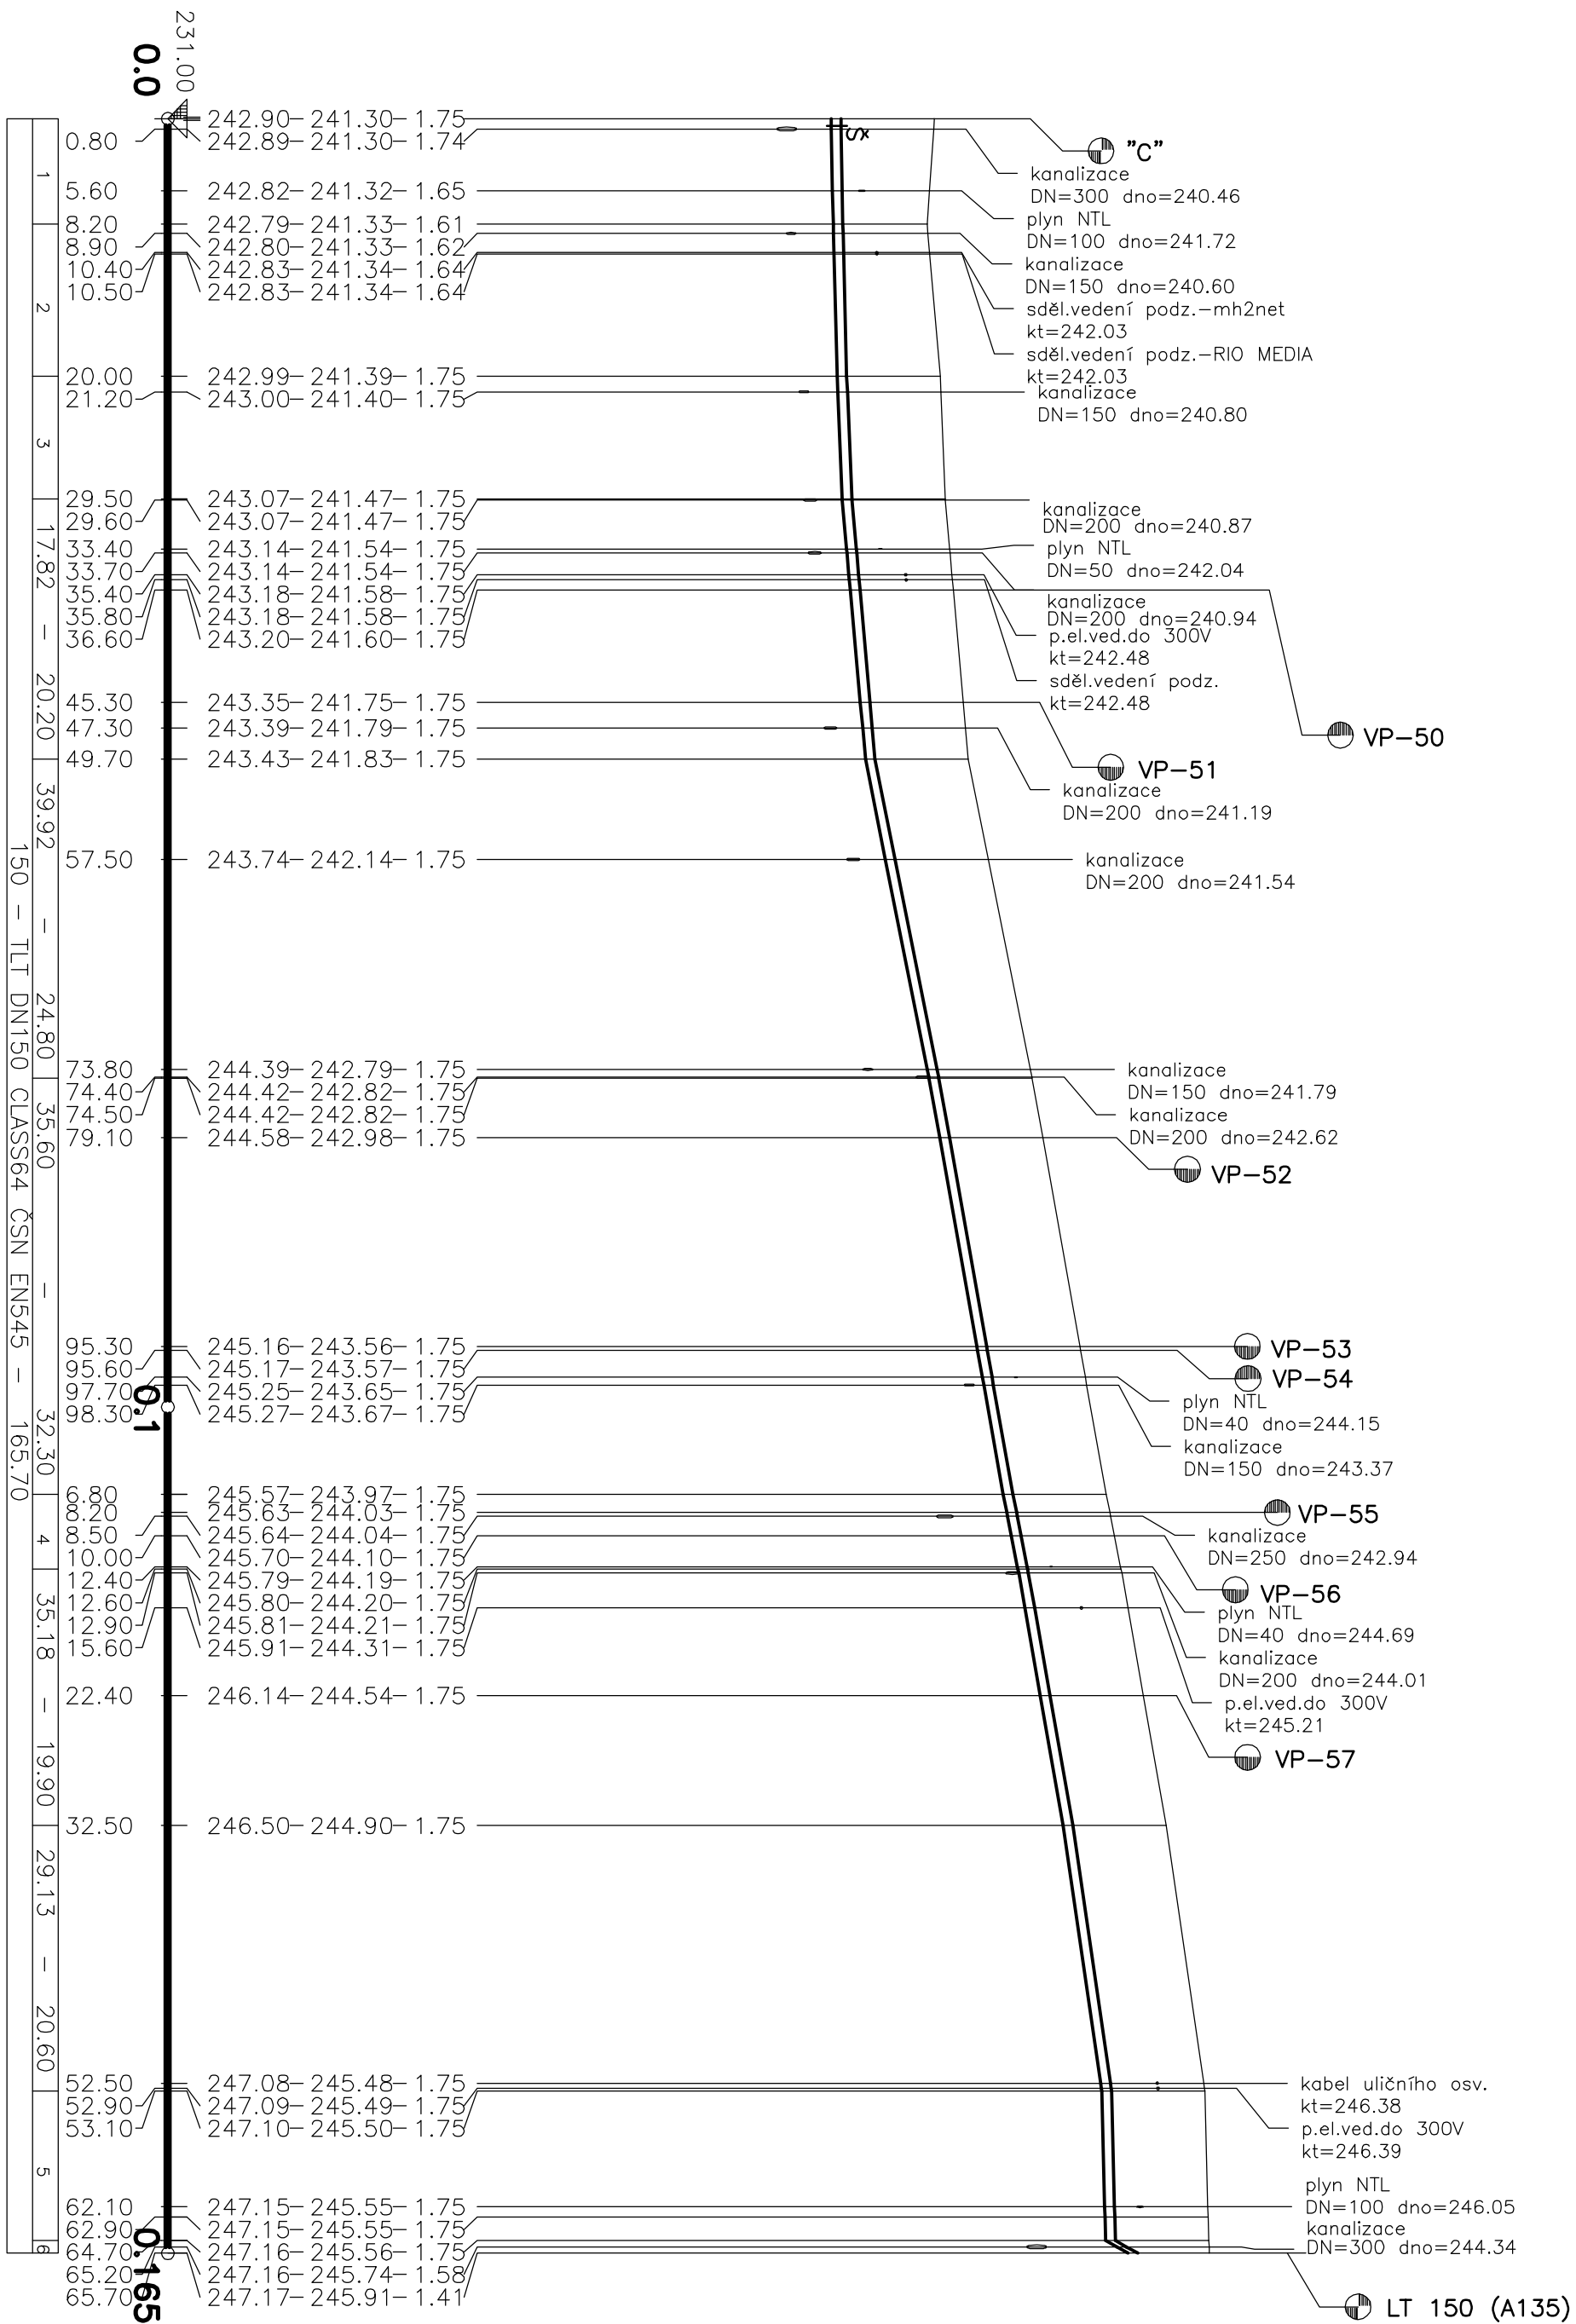 231.00
0.0
0.80
5.60
8.20
8.90
10.40
10.50
20.00
21.20
29.50
29.60
33.40
33.70
35.40
35.80
36.60
45.30
47.30
49.70
57.50
73.80
74.40
74.50
79.10
95.30
95.60
97.70
98.30
0.1
6.80
8.20
8.50
10.00
12.40
12.60
12.90
15.60
22.40
32.50
52.50
52.90
53.10
62.10
62.90
64.70
65.20
65.70
0.165
242.90-241.30-1.75
242.89-241.30-1.74
242.82-241.32-1.65
242.79-241.33-1.61
242.80-241.33-1.62
242.83-241.34-1.64
242.83-241.34-1.64
242.99-241.39-1.75
243.00-241.40-1.75
243.07-241.47-1.75
243.07-241.47-1.75
243.14-241.54-1.75
243.14-241.54-1.75
243.18-241.58-1.75
243.18-241.58-1.75
243.20-241.60-1.75
243.35-241.75-1.75
243.39-241.79-1.75
243.43-241.83-1.75
243.74-242.14-1.75
244.39-242.79-1.75
244.42-242.82-1.75
244.42-242.82-1.75
244.58-242.98-1.75
245.16-243.56-1.75
245.17-243.57-1.75
245.25-243.65-1.75
245.27-243.67-1.75
245.57-243.97-1.75
245.63-244.03-1.75
245.64-244.04-1.75
245.70-244.10-1.75
245.79-244.19-1.75
245.80-244.20-1.75
245.81-244.21-1.75
245.91-244.31-1.75
246.14-244.54-1.75
246.50-244.90-1.75
247.08-245.48-1.75
247.09-245.49-1.75
247.10-245.50-1.75
247.15-245.55-1.75
247.15-245.55-1.75
247.16-245.56-1.75
247.16-245.74-1.58
247.17-245.91-1.41
"C"
kanalizace
DN=300 dno=240.46
plyn NTL
DN=100 dno=241.72
kanalizace
DN=150 dno=240.60
sděl.vedení podz.-mh2net
kt=242.03
sděl.vedení podz.-RIO MEDIA
kt=242.03
kanalizace
DN=150 dno=240.80
kanalizace
DN=200 dno=240.87
plyn NTL
DN=50 dno=242.04
kanalizace
DN=200 dno=240.94
p.el.ved.do 300V
kt=242.48
sděl.vedení podz.
kt=242.48
VP-50
VP-51
kanalizace
DN=200 dno=241.19
kanalizace
DN=200 dno=241.54
kanalizace
DN=150 dno=241.79
kanalizace
DN=200 dno=242.62
VP-52
VP-53
VP-54
plyn NTL
DN=40 dno=244.15
kanalizace
DN=150 dno=243.37
VP-55
kanalizace
DN=250 dno=242.94
VP-56
plyn NTL
DN=40 dno=244.69
kanalizace
DN=200 dno=244.01
p.el.ved.do 300V
kt=245.21
VP-57
kabel uličního osv.
kt=246.38
p.el.ved.do 300V
kt=246.39
plyn NTL
DN=100 dno=246.05
kanalizace
DN=300 dno=244.34
LT 150 (A135)
1
2
3
17.82 - 20.20
39.92 - 24.80
35.60 - 32.30
4
35.18 - 19.90
29.13 - 20.60
5
6
150 - TLT DN150 CLASS64 ČSN EN545 - 165.70